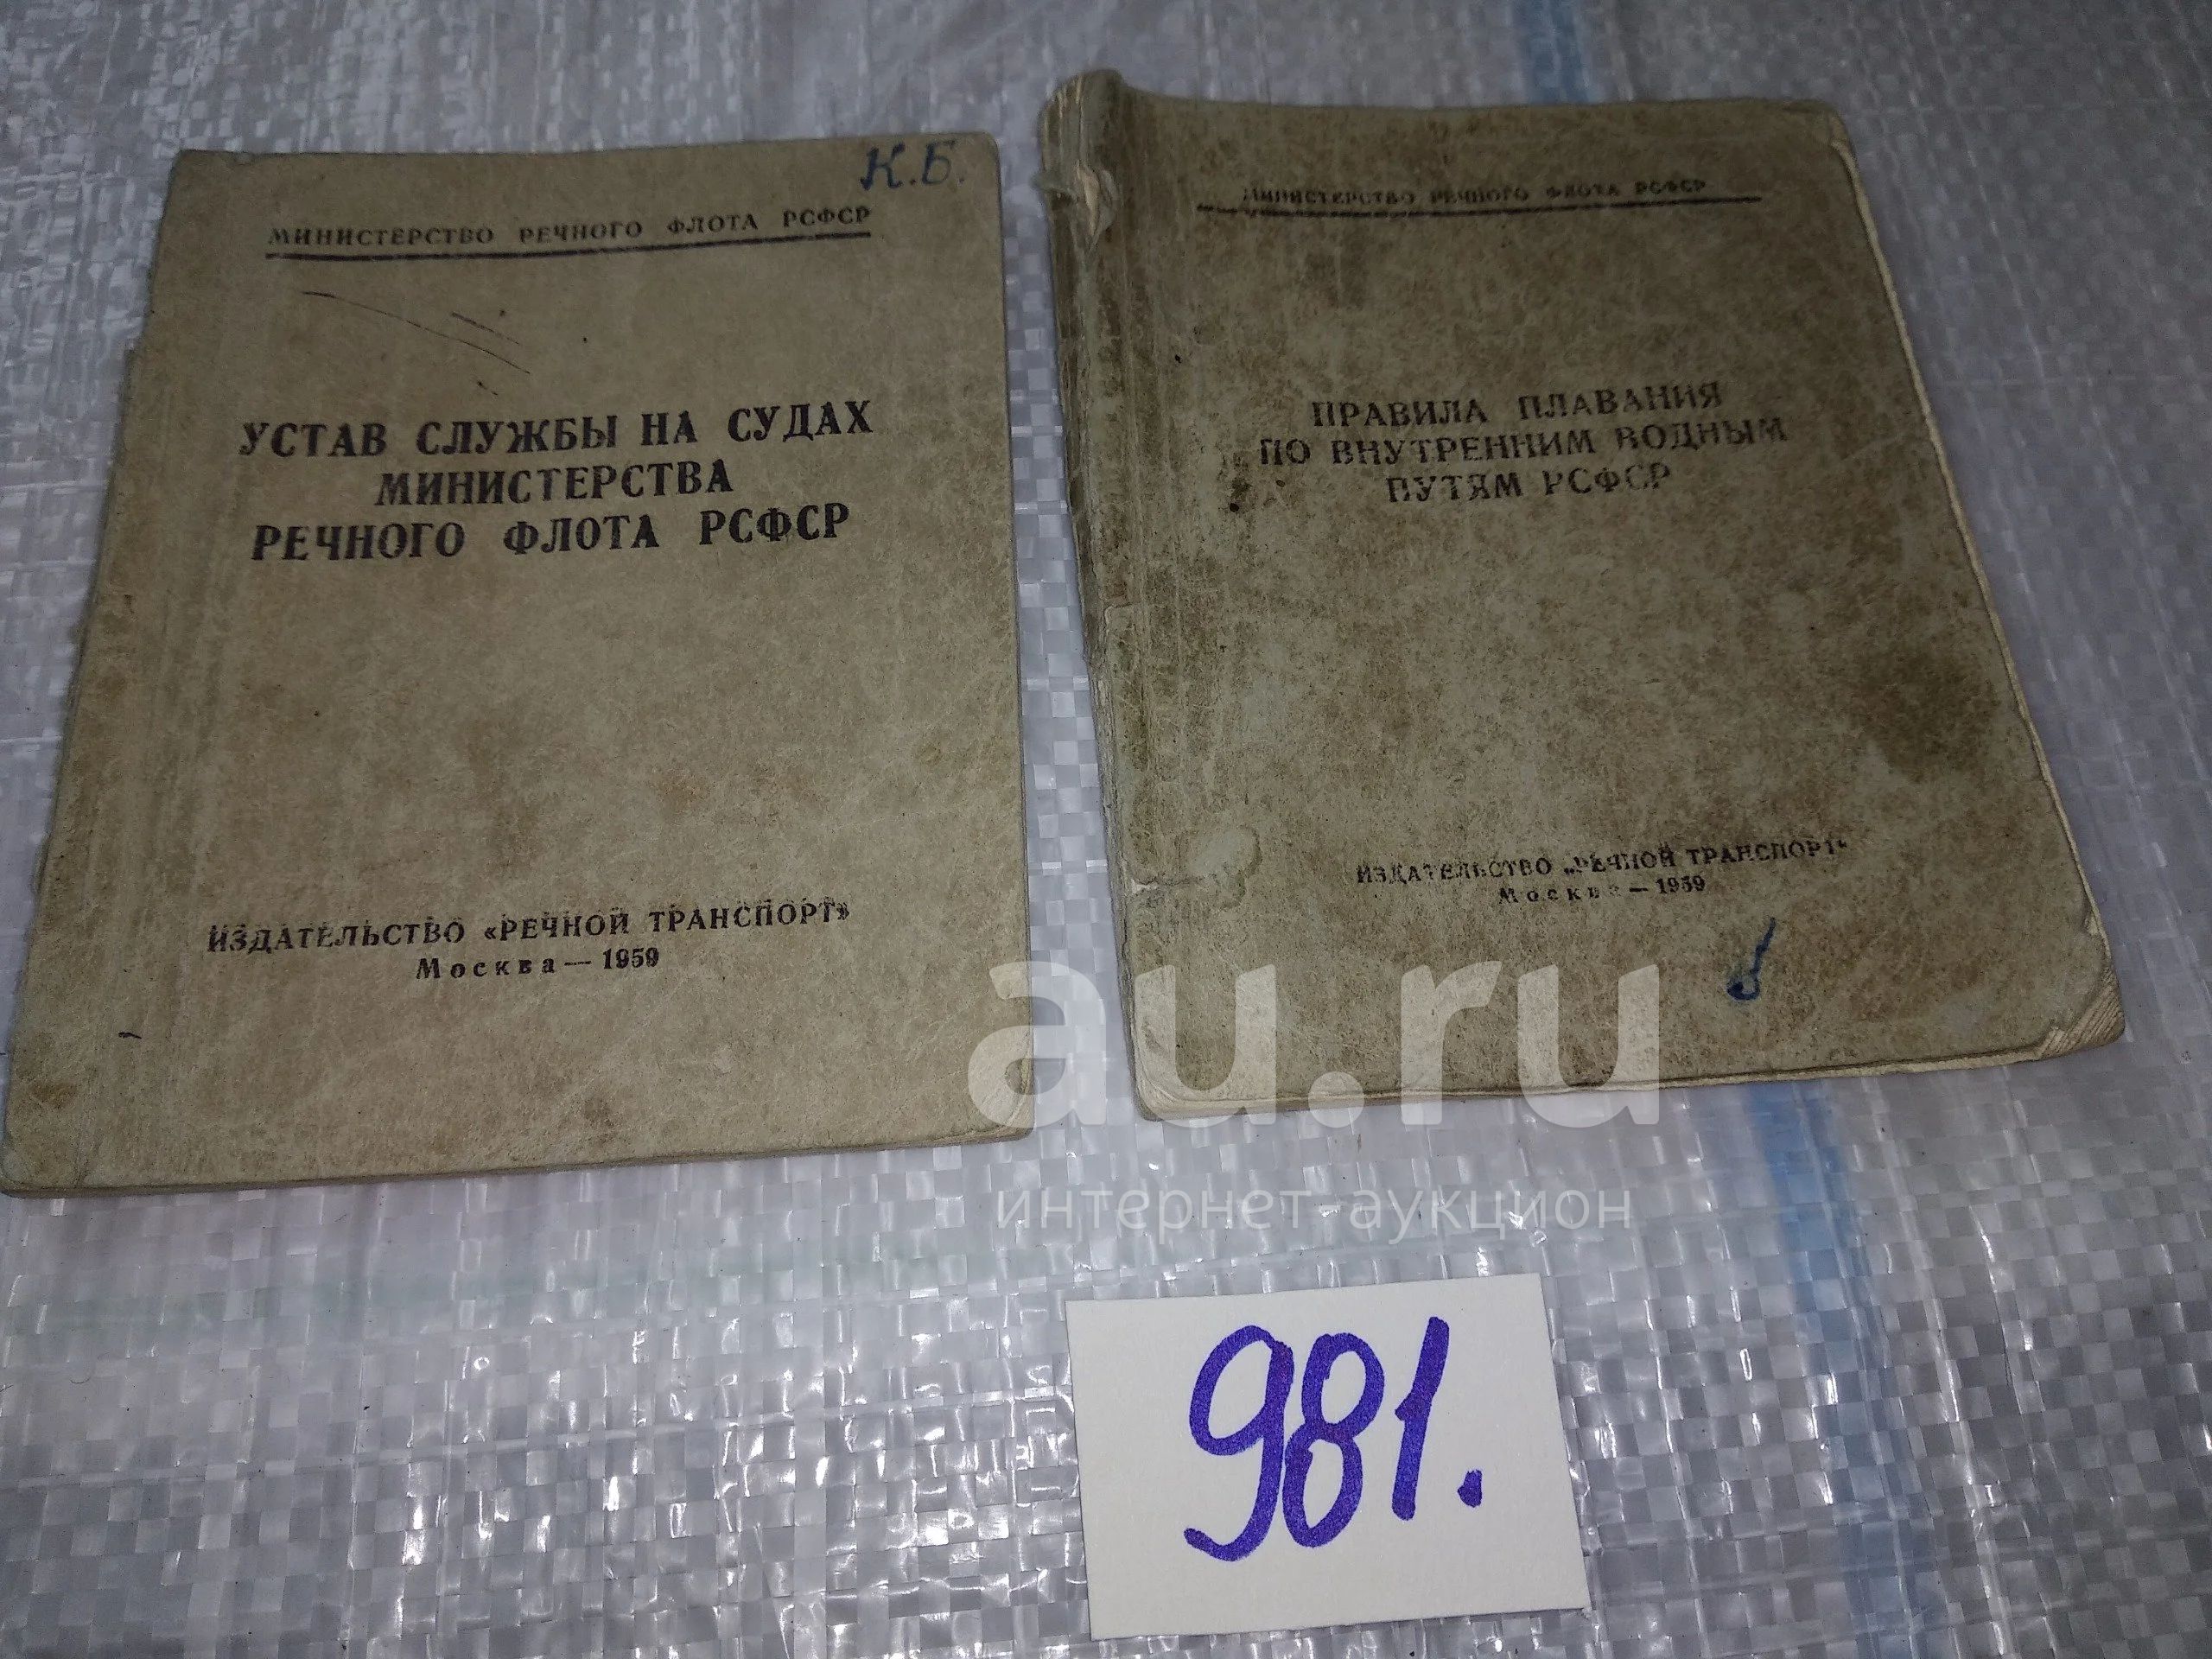 К.Б.
МИНИСТЕРСТВО РЕЧНОГО ФЛОТА РСФСР
УСТАВ СЛУЖБЫ НА СУДАХ
МИНИСТЕРСТВА
РЕЧНОГО ФЛОТА РСФСР
ИЗДАТЕЛЬСТВО «РЕЧНОЙ ТРАНСПОРТ»
Москва — 1959
МИНИСТЕРСТВО РЕЧНОГО ФЛОТА РСФСР
ПРАВИЛА ПЛАВАНИЯ
ПО ВНУТРЕННИМ ВОДНЫМ
ПУТЯМ РСФСР
ИЗДАТЕЛЬСТВО „РЕЧНОЙ ТРАНСПОРТ“
Москва — 1959
au.ru
интернет-аукцион
981.